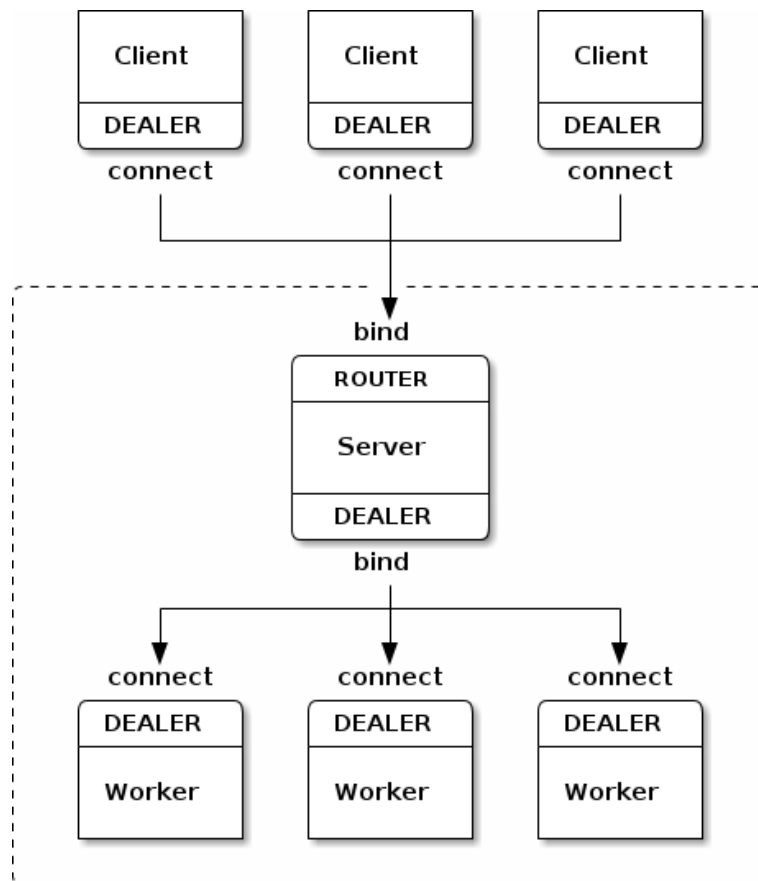 Client Client Client
DEALER DEALER DEALER
connect connect connect
bind
ROUTER
Server
DEALER
bind
connect connect connect
DEALER DEALER DEALER
Worker Worker Worker